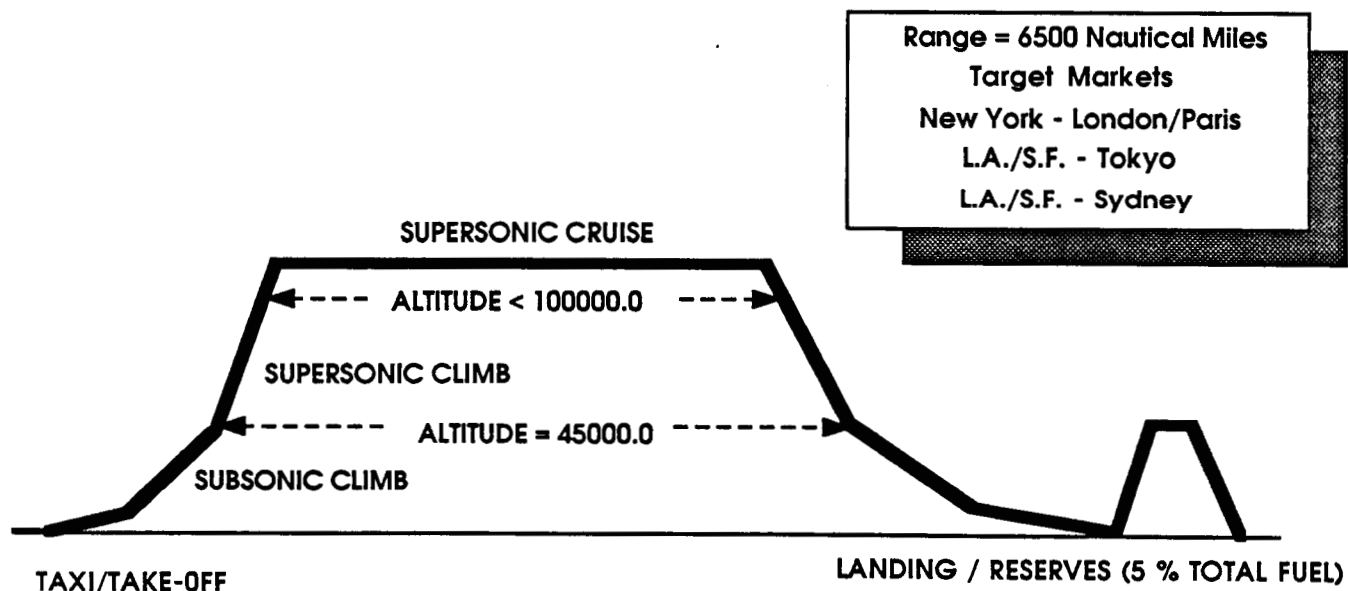 Range = 6500 Nautical Miles
Target Markets
New York - London/Paris
L.A./S.F. - Tokyo
L.A./S.F. - Sydney
SUPERSONIC CRUISE
ALTITUDE < 100000.0
SUPERSONIC CLIMB
ALTITUDE = 45000.0
SUBSONIC CLIMB
TAXI/TAKE-OFF
LANDING / RESERVES (5 % TOTAL FUEL)